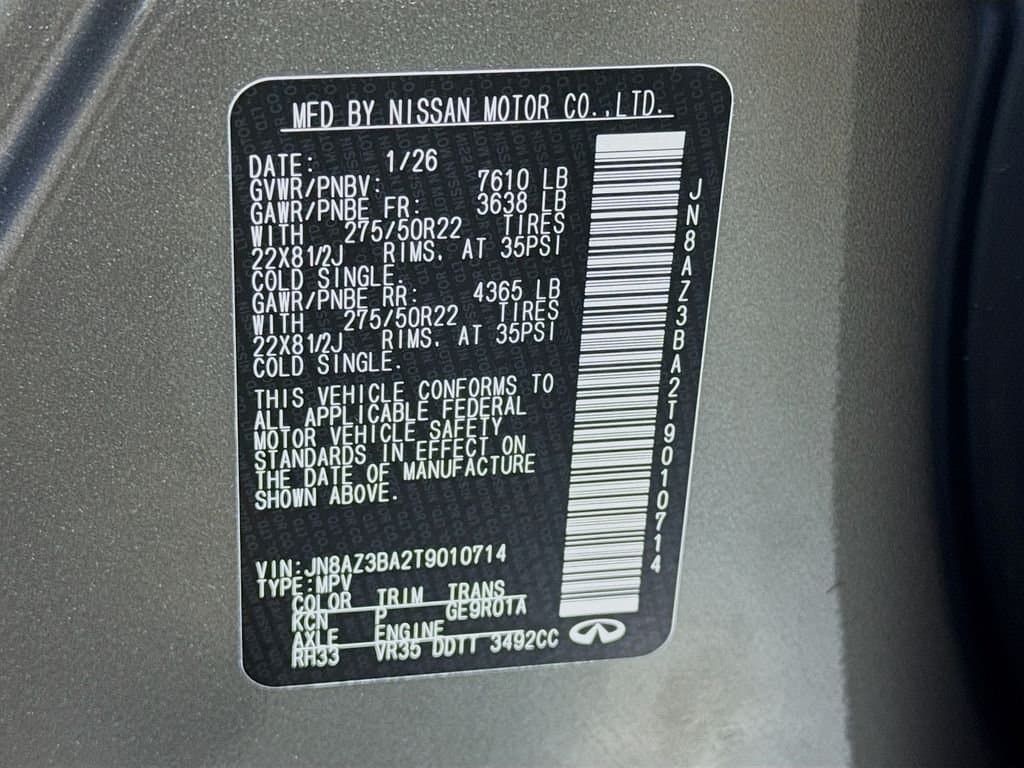 MFD BY NISSAN MOTOR CO.,LTD.
DATE: 1/26
GVWR/PNBV: 7610 LB
GAWR/PNBE FR: 3638 LB
WITH 275/50R22 TIRES
22X81/2J RIMS. AT 35PSI
COLD SINGLE.
GAWR/PNBE RR: 4365 LB
WITH 275/50R22 TIRES
22X81/2J RIMS. AT 35PSI
COLD SINGLE.
THIS VEHICLE CONFORMS TO
ALL APPLICABLE FEDERAL
MOTOR VEHICLE SAFETY
STANDARDS IN EFFECT ON
THE DATE OF MANUFACTURE
SHOWN ABOVE.
VIN:JN8AZ3BA2T9010714
TYPE:MPV
COLOR TRIM TRANS
KCN P GE9R01A
AXLE ENGINE
RH33 VR35 DDTT 3492CC
JN8AZ3BA2T9010714